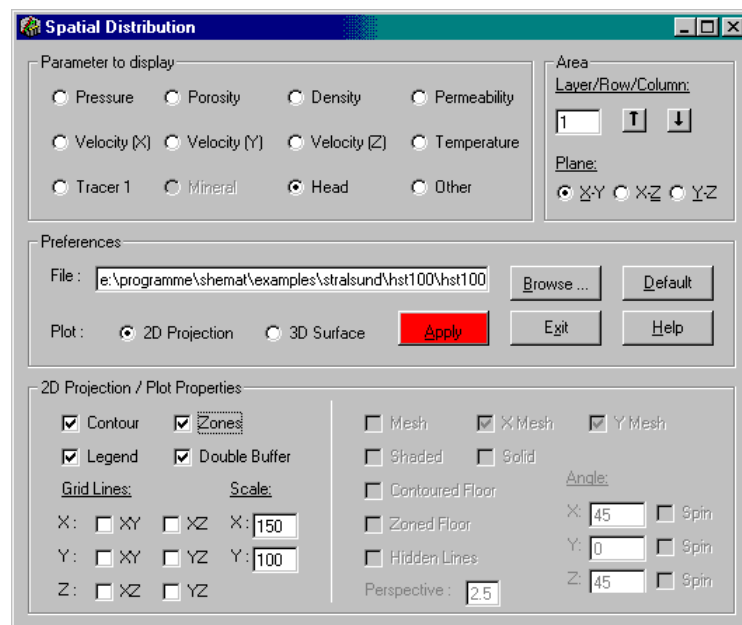 Spatial Distribution
Parameter to display
Pressure Porosity Density Permeability
Velocity (X) Velocity (Y) Velocity (Z) Temperature
Tracer 1 Mineral Head Other
Area
Layer/Row/Column:
1
Plane:
X-Y X-Z Y-Z
Preferences
File : e:\programme\shemat\examples\stralsund\hst100\hst100 Browse ... Default
Plot : 2D Projection 3D Surface Apply Exit Help
2D Projection / Plot Properties
Contour Zones
Legend Double Buffer
Grid Lines: Scale:
X: XY XZ X: 150
Y: XY YZ Y: 100
Z: XZ YZ
Mesh X Mesh Y Mesh
Shaded Solid
Contoured Floor
Zoned Floor
Hidden Lines
Perspective : 2.5
Angle:
X: 45 Spin
Y: 0 Spin
Z: 45 Spin